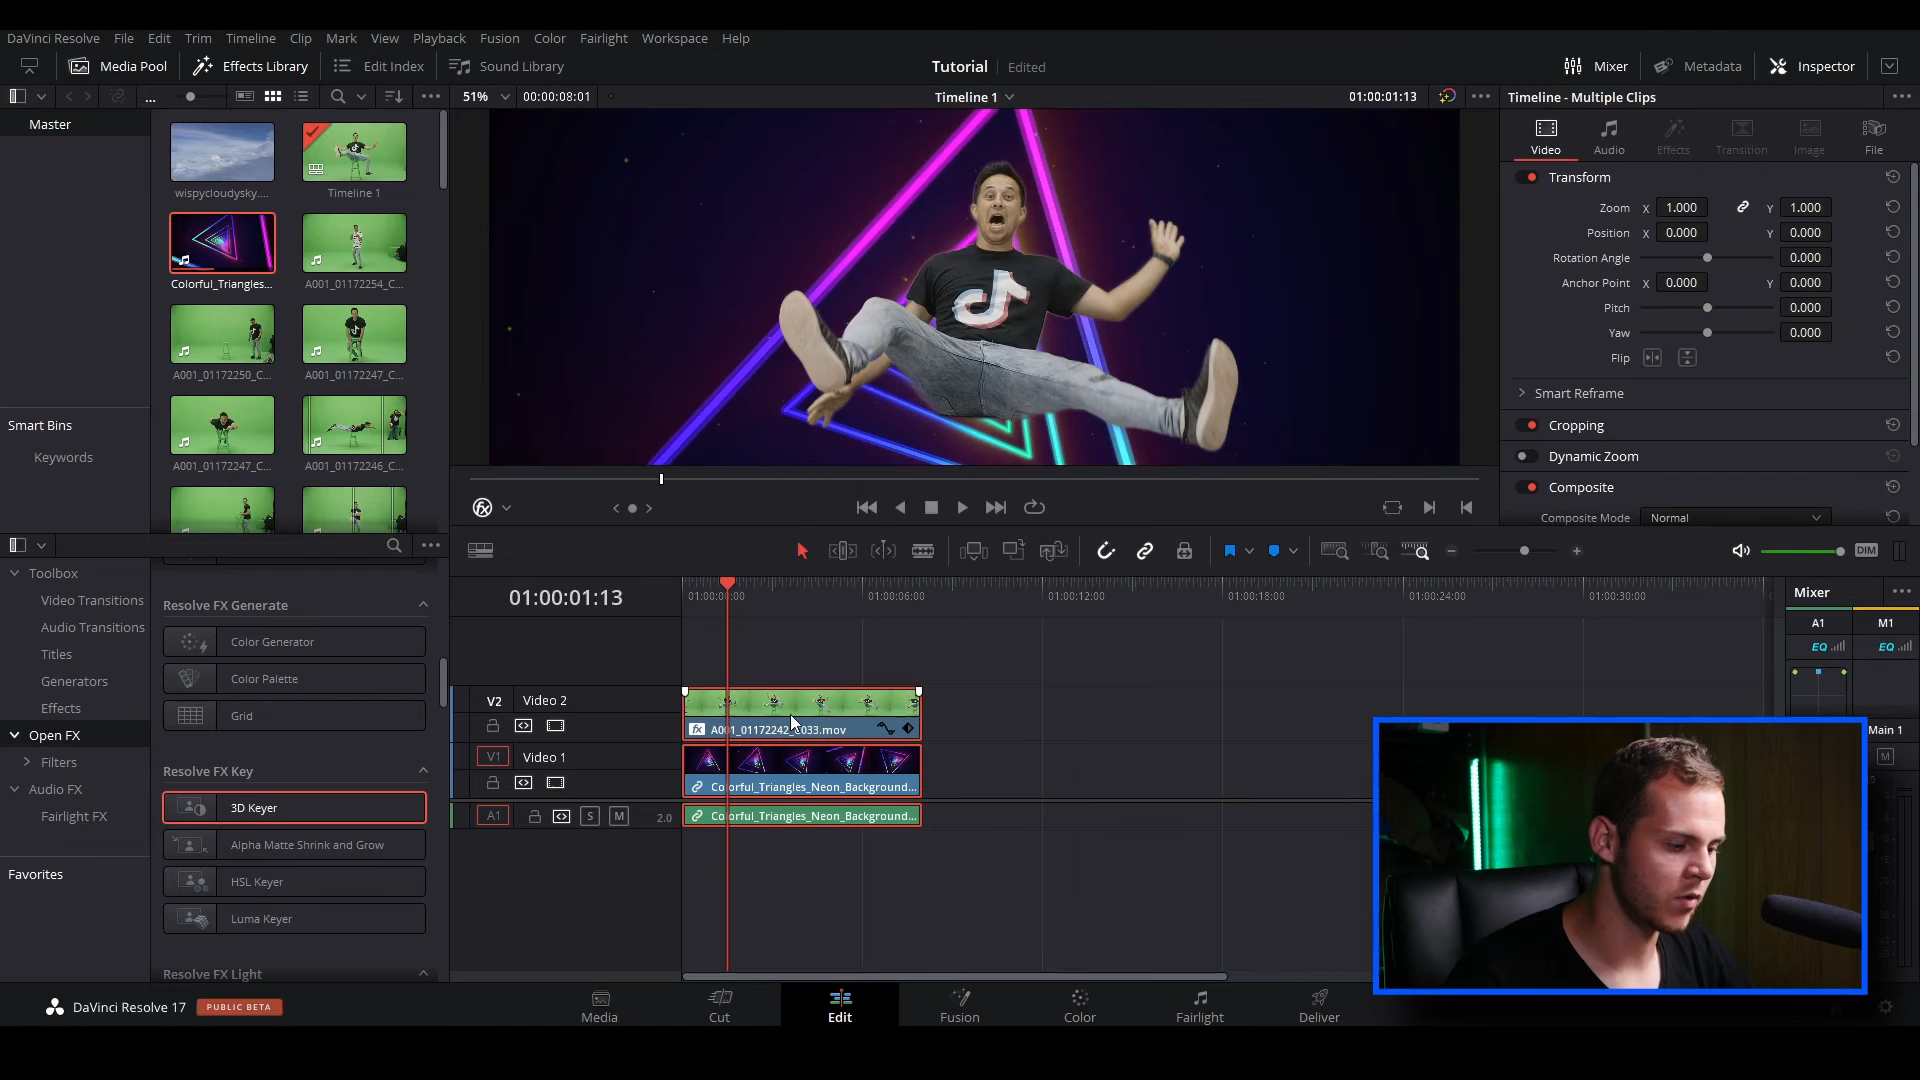 DaVinci Resolve File Edit Trim Timeline Clip Mark View Playback Fusion Color Fairlight Workspace Help
Media Pool Effects Library Edit Index Sound Library Tutorial Edited Mixer Metadata Inspector
... 51% 00:00:08:01 Timeline 1 01:00:01:13 Timeline - Multiple Clips
Master
wispycloudysky....
Timeline 1
Colorful_Triangles...
A001_01172254_C...
A001_01172250_C...
A001_01172247_C...
A001_01172247_C...
A001_01172246_C...
Smart Bins
Keywords
Video Audio Effects Transition Image File
Transform
Zoom X 1.000 Y 1.000
Position X 0.000 Y 0.000
Rotation Angle 0.000
Anchor Point X 0.000 Y 0.000
Pitch 0.000
Yaw 0.000
Flip
Smart Reframe
Cropping
Dynamic Zoom
Composite
Composite Mode Normal
Toolbox
Video Transitions
Audio Transitions
Titles
Generators
Effects
Open FX
Filters
Audio FX
Fairlight FX
Favorites
Resolve FX Generate
Color Generator
Color Palette
Grid
Resolve FX Key
3D Keyer
Alpha Matte Shrink and Grow
HSL Keyer
Luma Keyer
Resolve FX Light
DIM
01:00:01:13
01:00:00:00 01:00:06:00 01:00:12:00 01:00:18:00 01:00:24:00 01:00:30:00
V2 Video 2
fx A001_01172242_C033.mov
V1 Video 1
Colorful_Triangles_Neon_Background...
A1 S M 2.0 Colorful_Triangles_Neon_Background...
Mixer
A1 M1
EQ EQ
Main 1
M
DaVinci Resolve 17 PUBLIC BETA
Media Cut Edit Fusion Color Fairlight Deliver